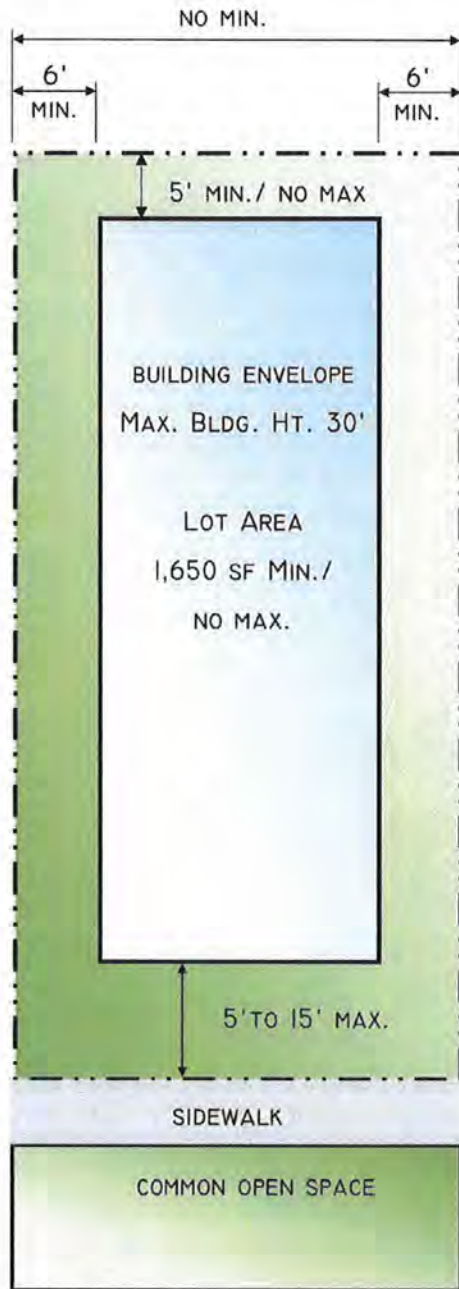 NO MIN.
6'
MIN.
6'
MIN.
5' MIN./ NO MAX
BUILDING ENVELOPE
MAX. BLDG. HT. 30'
LOT AREA
1,650 SF MIN./
NO MAX.
5'TO 15' MAX.
SIDEWALK
COMMON OPEN SPACE